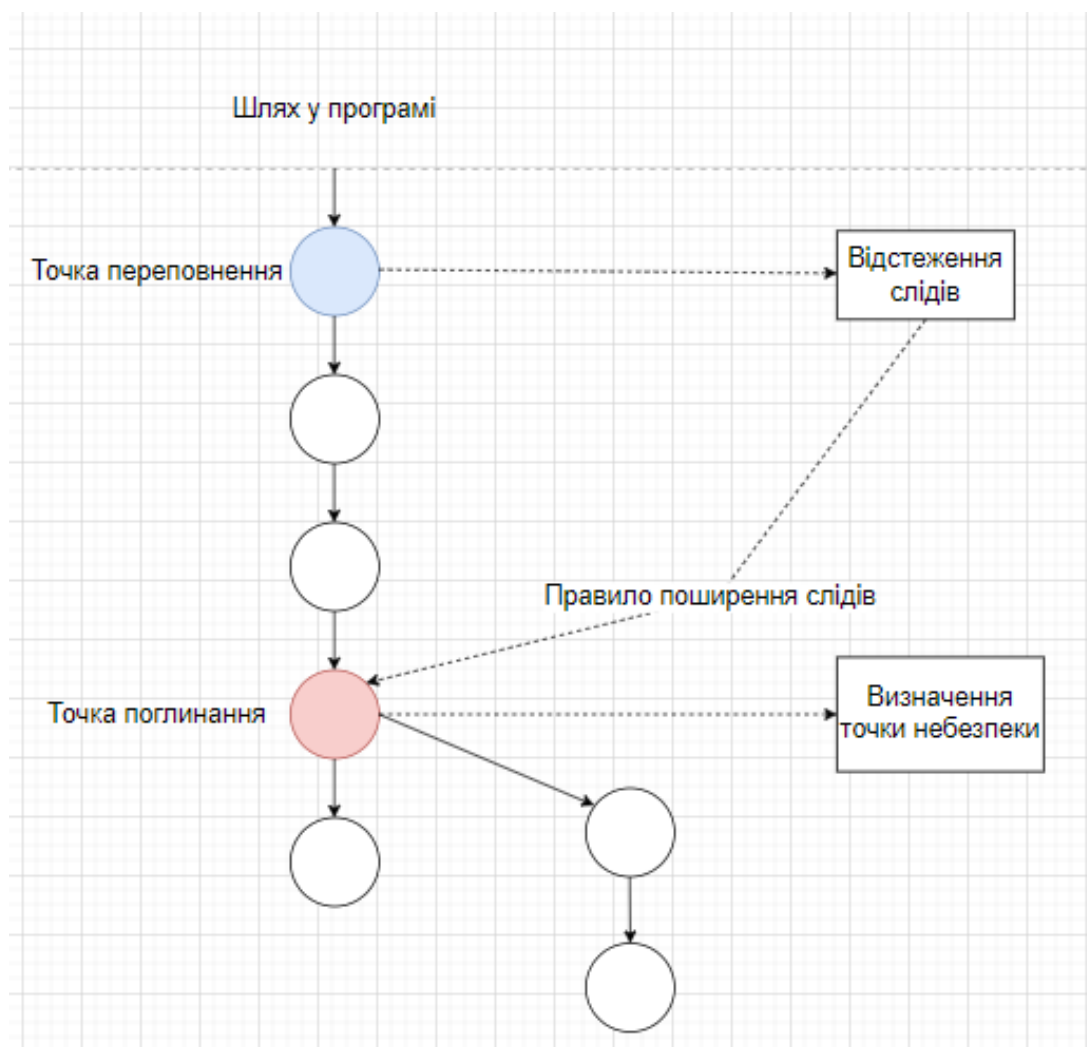 Шлях у програмі
Точка переповнення
Відстеження
слідів
Правило поширення слідів
Точка поглинання
Визначення
точки небезпеки